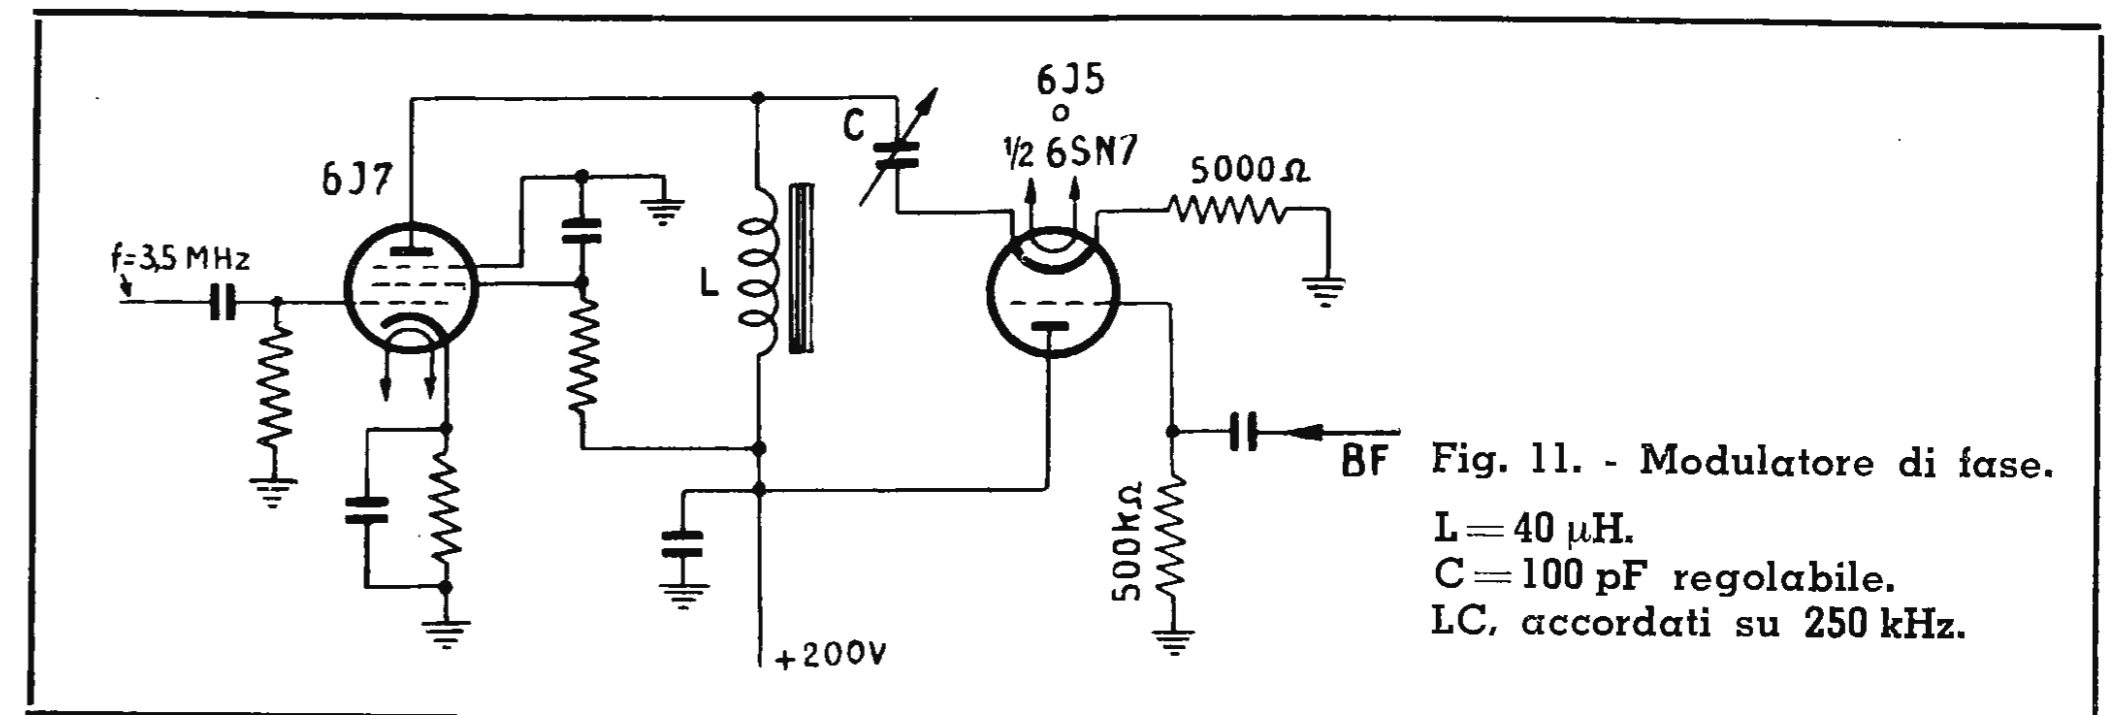 6J5
o
½ 6SN7
C
5000Ω
6J7
f=3,5 MHz
L
BF
500kΩ
+200V
Fig. 11. - Modulatore di fase.
L = 40 μH.
C = 100 pF regolabile.
LC, accordati su 250 kHz.